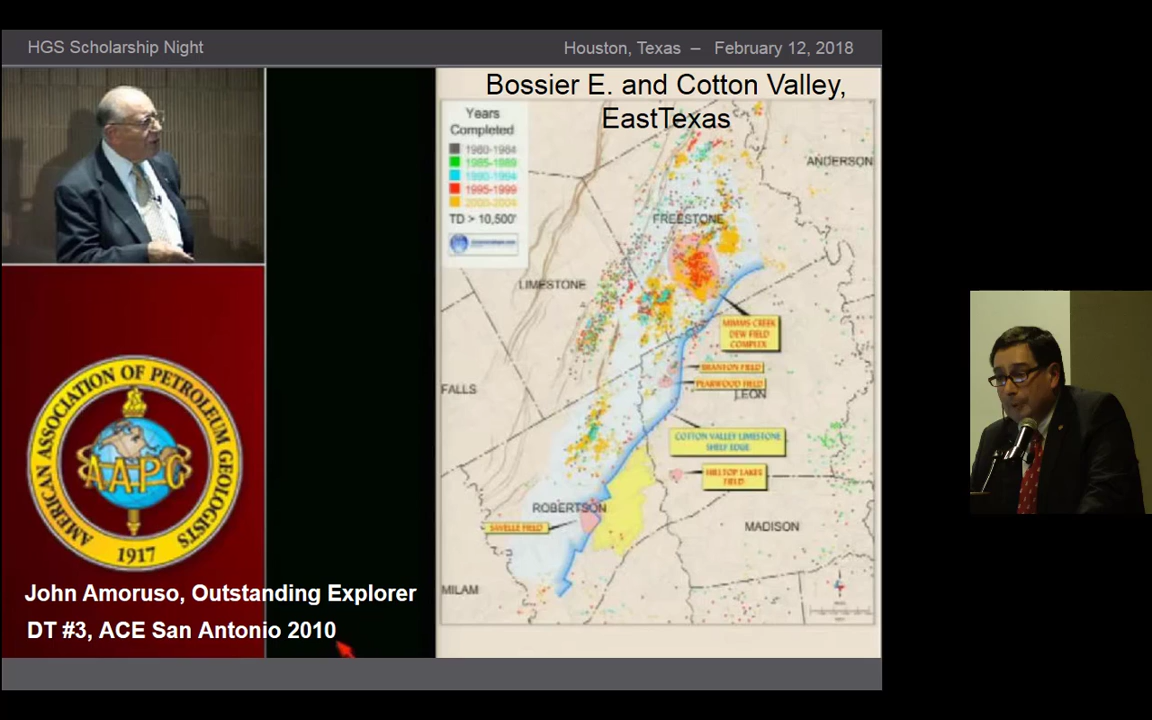 HGS Scholarship Night
Houston, Texas – February 12, 2018
Bossier E. and Cotton Valley,
EastTexas
Years
Completed
1980-1984
1985-1989
1990-1994
1995-1999
2000-2004
TD > 10,500'
ANDERSON
FREESTONE
LIMESTONE
MIMMS CREEK
DEW FIELD
COMPLEX
BRANTON FIELD
PEARWOOD FIELD
LEON
FALLS
COTTON VALLEY LIMESTONE
SHELF EDGE
HILLTOP LAKES
FIELD
ROBERTSON
SAVELLE FIELD
MADISON
MILAM
AMERICAN ASSOCIATION OF PETROLEUM GEOLOGISTS
AAPG
1917
John Amoruso, Outstanding Explorer
DT #3, ACE San Antonio 2010